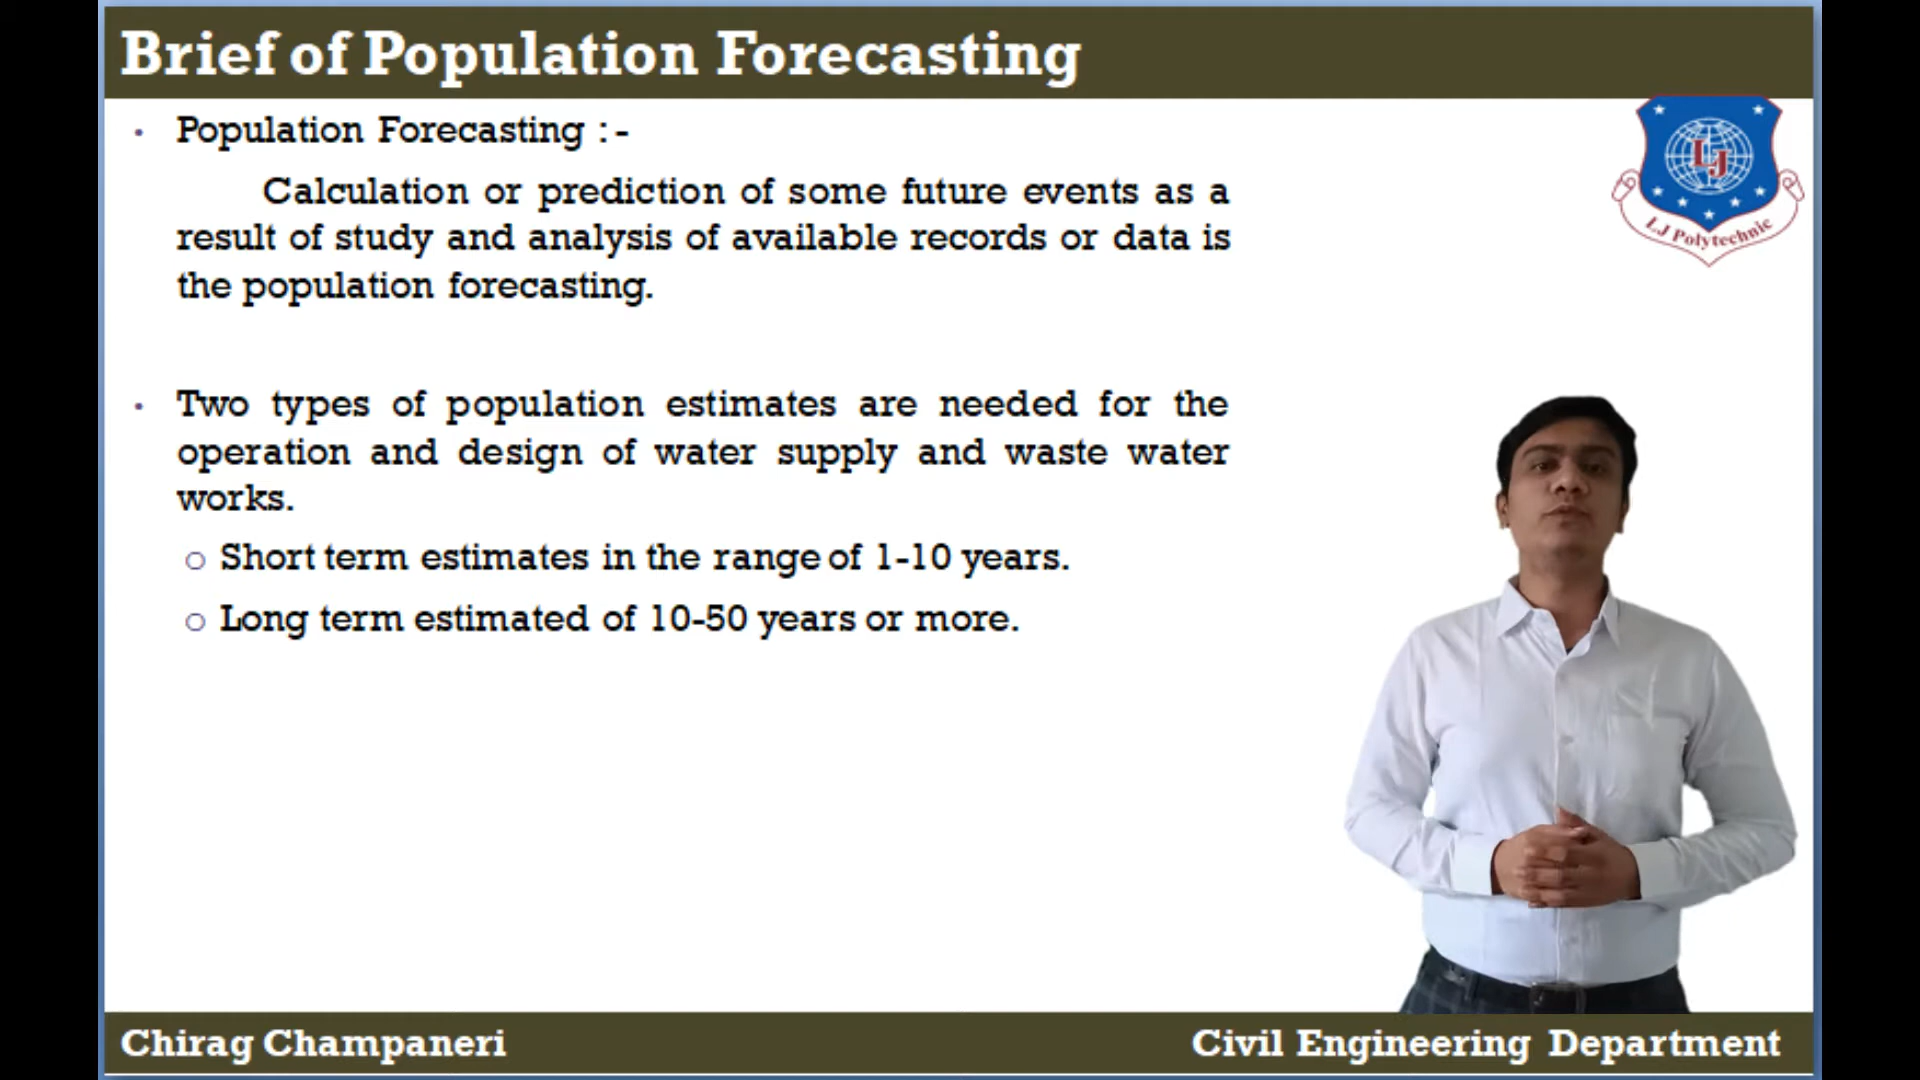 Brief of Population Forecasting
• Population Forecasting :-
Calculation or prediction of some future events as a
result of study and analysis of available records or data is
the population forecasting.
• Two types of population estimates are needed for the
operation and design of water supply and waste water
works.
o Short term estimates in the range of 1-10 years.
o Long term estimated of 10-50 years or more.
LJ
LJ Polytechnic
Chirag Champaneri
Civil Engineering Department